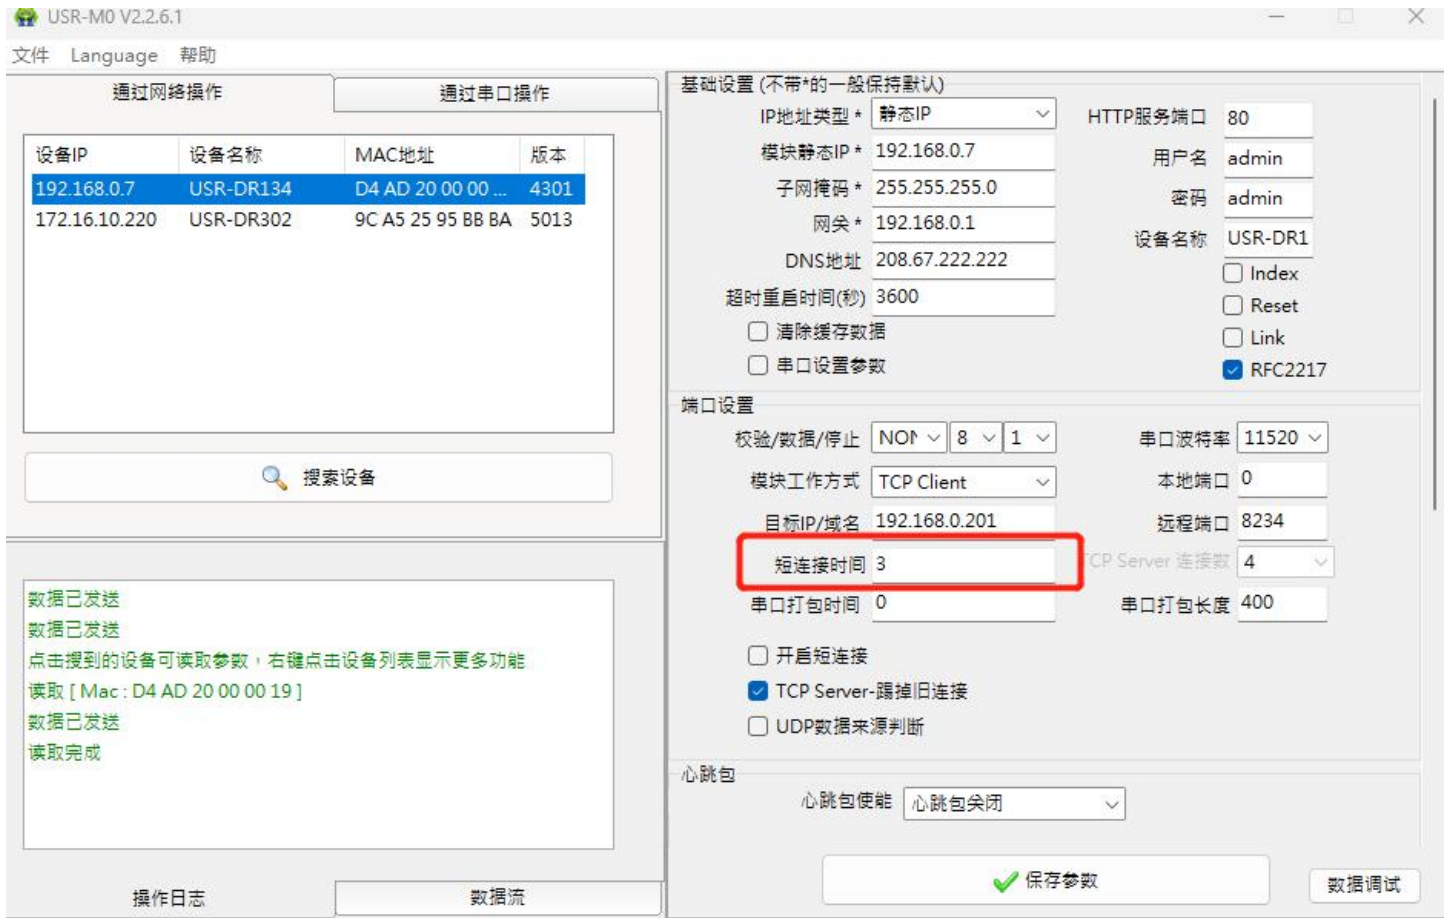 USR-M0 V2.2.6.1
文件 Language 帮助
通过网络操作 通过串口操作
设备IP 设备名称 MAC地址 版本
192.168.0.7 USR-DR134 D4 AD 20 00 00 ... 4301
172.16.10.220 USR-DR302 9C A5 25 95 BB BA 5013
搜索设备
数据已发送
数据已发送
点击搜到的设备可读取参数，右键点击设备列表显示更多功能
读取 [ Mac : D4 AD 20 00 00 19 ]
数据已发送
读取完成
操作日志 数据流
基础设置 (不带*的一般保持默认)
IP地址类型 * 静态IP HTTP服务端口 80
模块静态IP * 192.168.0.7 用户名 admin
子网掩码 * 255.255.255.0 密码 admin
网关 * 192.168.0.1 设备名称 USR-DR1
DNS地址 208.67.222.222 Index
超时重启时间(秒) 3600 Reset
清除缓存数据 Link
串口设置参数 RFC2217
端口设置
校验/数据/停止 NON 8 1 串口波特率 11520
模块工作方式 TCP Client 本地端口 0
目标IP/域名 192.168.0.201 远程端口 8234
短连接时间 3 TCP Server 连接数 4
串口打包时间 0 串口打包长度 400
开启短连接
TCP Server-踢掉旧连接
UDP数据来源判断
心跳包
心跳包使能 心跳包关闭
保存参数 数据调试